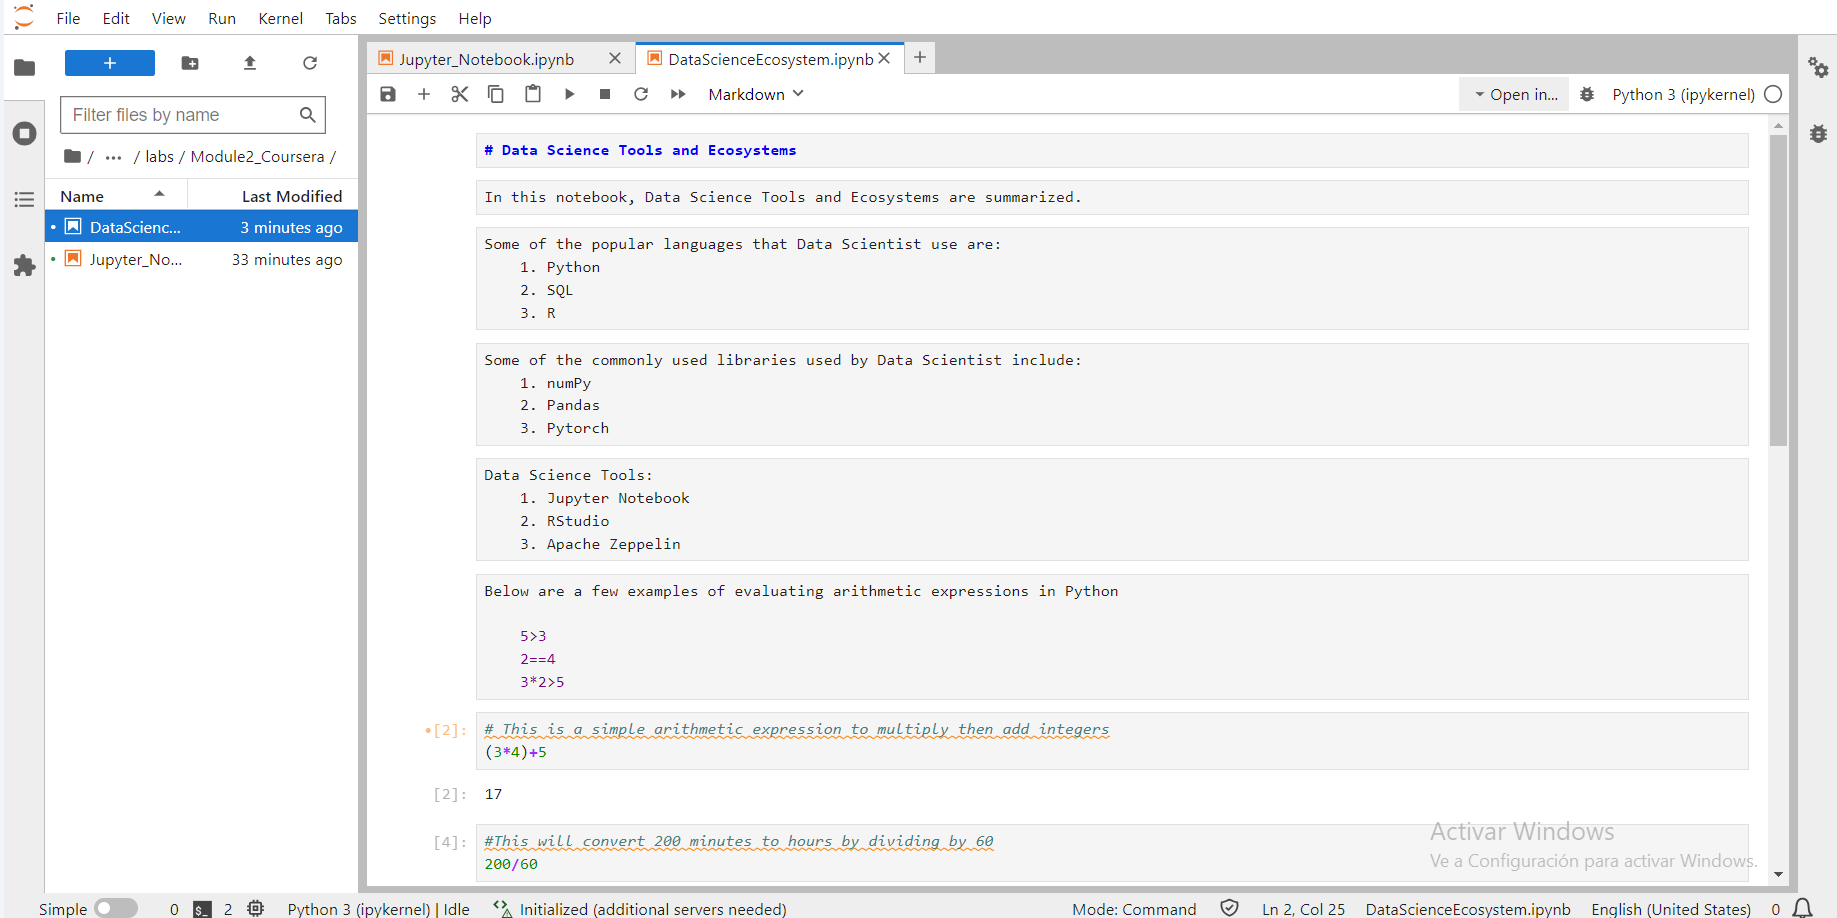 File Edit View Run Kernel Tabs Settings Help
Filter files by name
/ ··· / labs / Module2_Coursera /
Name Last Modified
DataScienc... 3 minutes ago
Jupyter_No... 33 minutes ago
Jupyter_Notebook.ipynb DataScienceEcosystem.ipynb
Markdown Open in... Python 3 (ipykernel)
# Data Science Tools and Ecosystems
In this notebook, Data Science Tools and Ecosystems are summarized.
Some of the popular languages that Data Scientist use are:
1. Python
2. SQL
3. R
Some of the commonly used libraries used by Data Scientist include:
1. numPy
2. Pandas
3. Pytorch
Data Science Tools:
1. Jupyter Notebook
2. RStudio
3. Apache Zeppelin
Below are a few examples of evaluating arithmetic expressions in Python
5>3
2==4
3*2>5
[2]: # This is a simple arithmetic expression to multiply then add integers
(3*4)+5
[2]: 17
[4]: #This will convert 200 minutes to hours by dividing by 60
200/60
Activar Windows
Ve a Configuración para activar Windows.
Simple 0 $_ 2 Python 3 (ipykernel) | Idle Initialized (additional servers needed) Mode: Command Ln 2, Col 25 DataScienceEcosystem.ipynb English (United States) 0